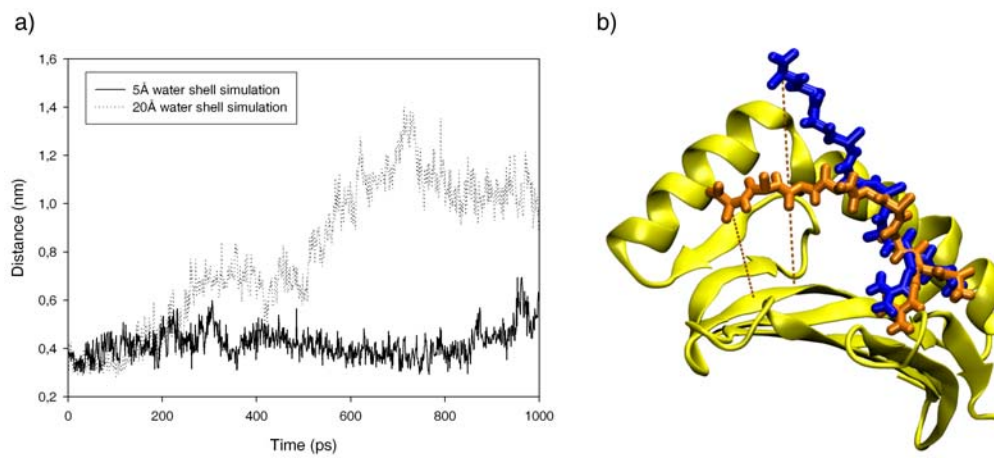 a)
b)
1,6
1,4
1,2
1,0
0,8
0,6
0,4
0,2
Distance (nm)
5Å water shell simulation
20Å water shell simulation
0
200
400
600
800
1000
Time (ps)